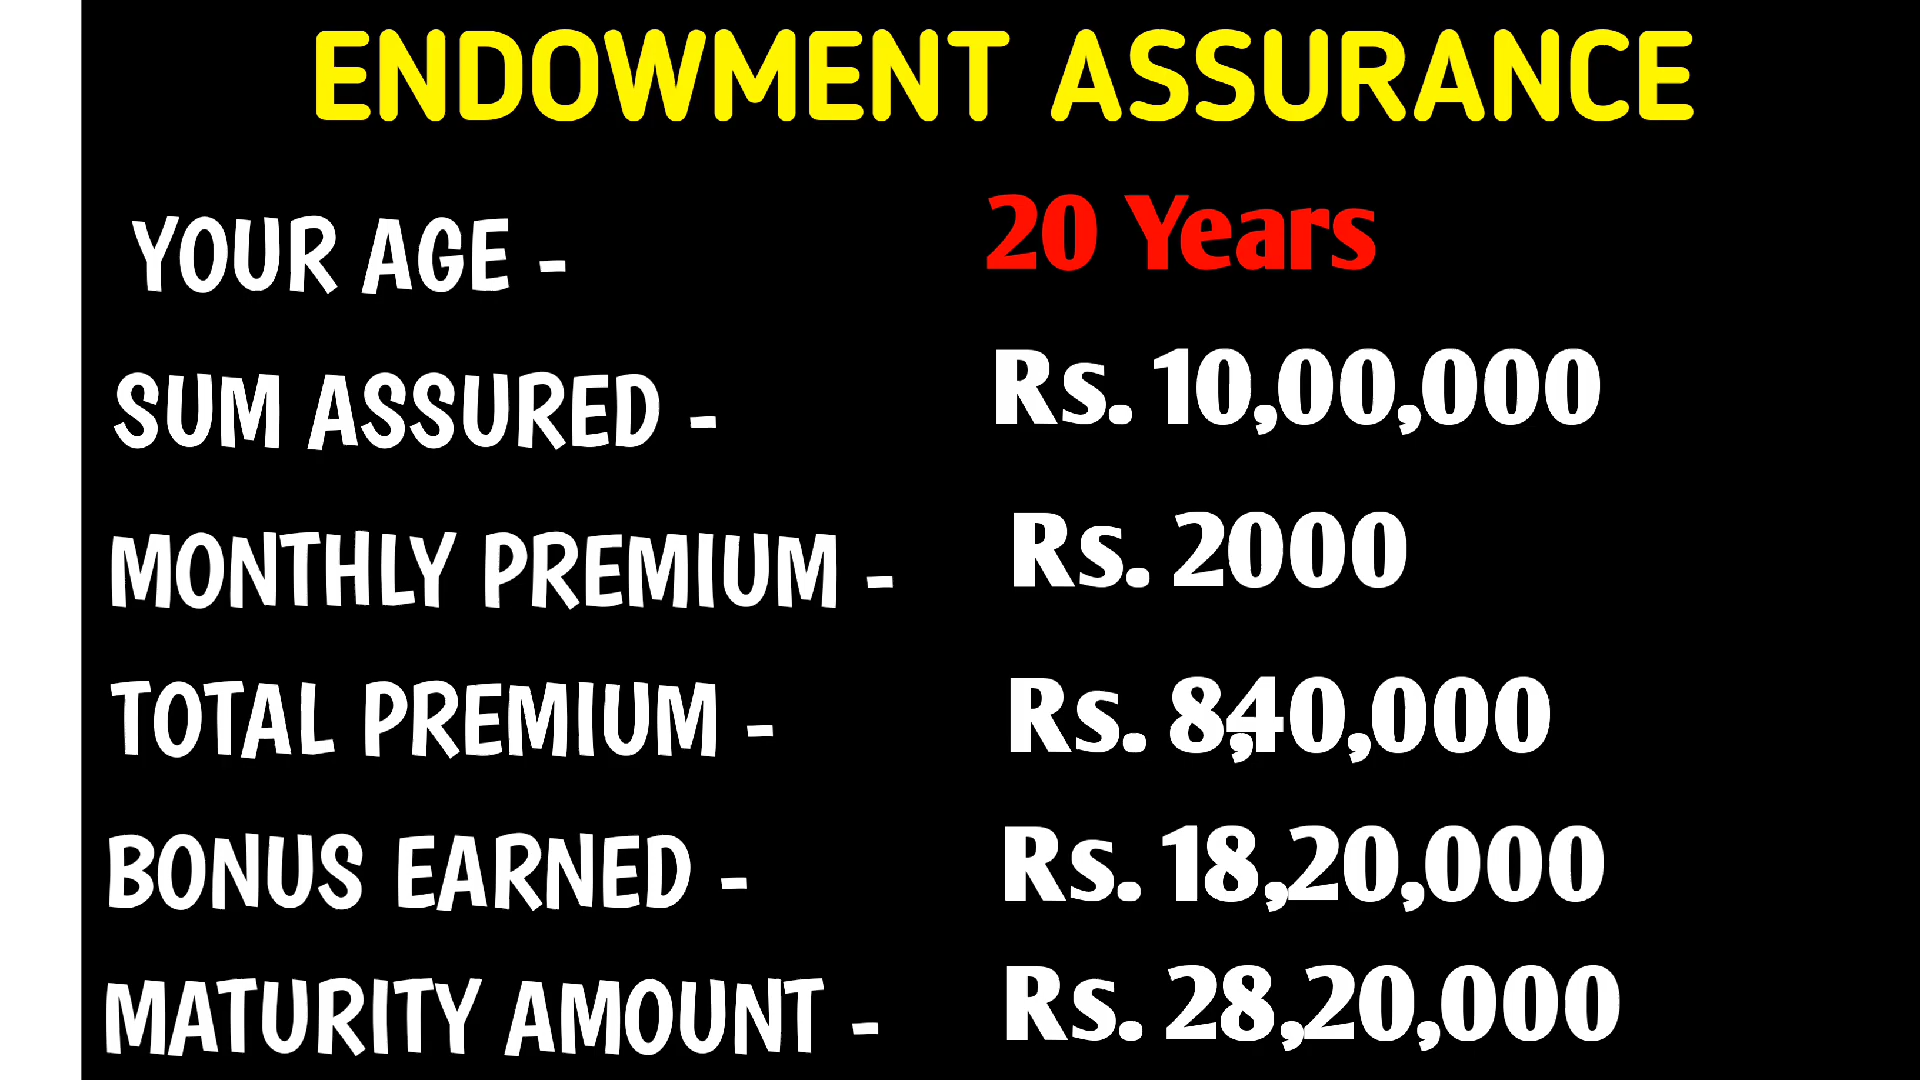 ENDOWMENT ASSURANCE
YOUR AGE - 20 Years
SUM ASSURED - Rs. 10,00,000
MONTHLY PREMIUM - Rs. 2000
TOTAL PREMIUM - Rs. 8,40,000
BONUS EARNED - Rs. 18,20,000
MATURITY AMOUNT - Rs. 28,20,000